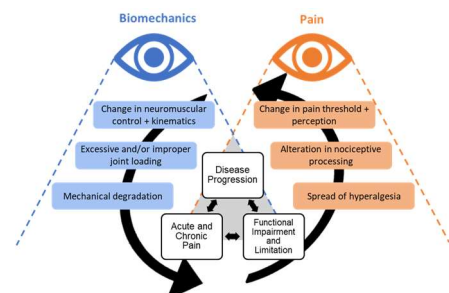 Biomechanics
Pain
Change in neuromuscular
control + kinematics
Change in pain threshold +
perception
Excessive and/or improper
joint loading
Alteration in nociceptive
processing
Disease
Progression
Mechanical degradation
Spread of hyperalgesia
Acute and
Chronic
Pain
Functional
Impairment
and
Limitation